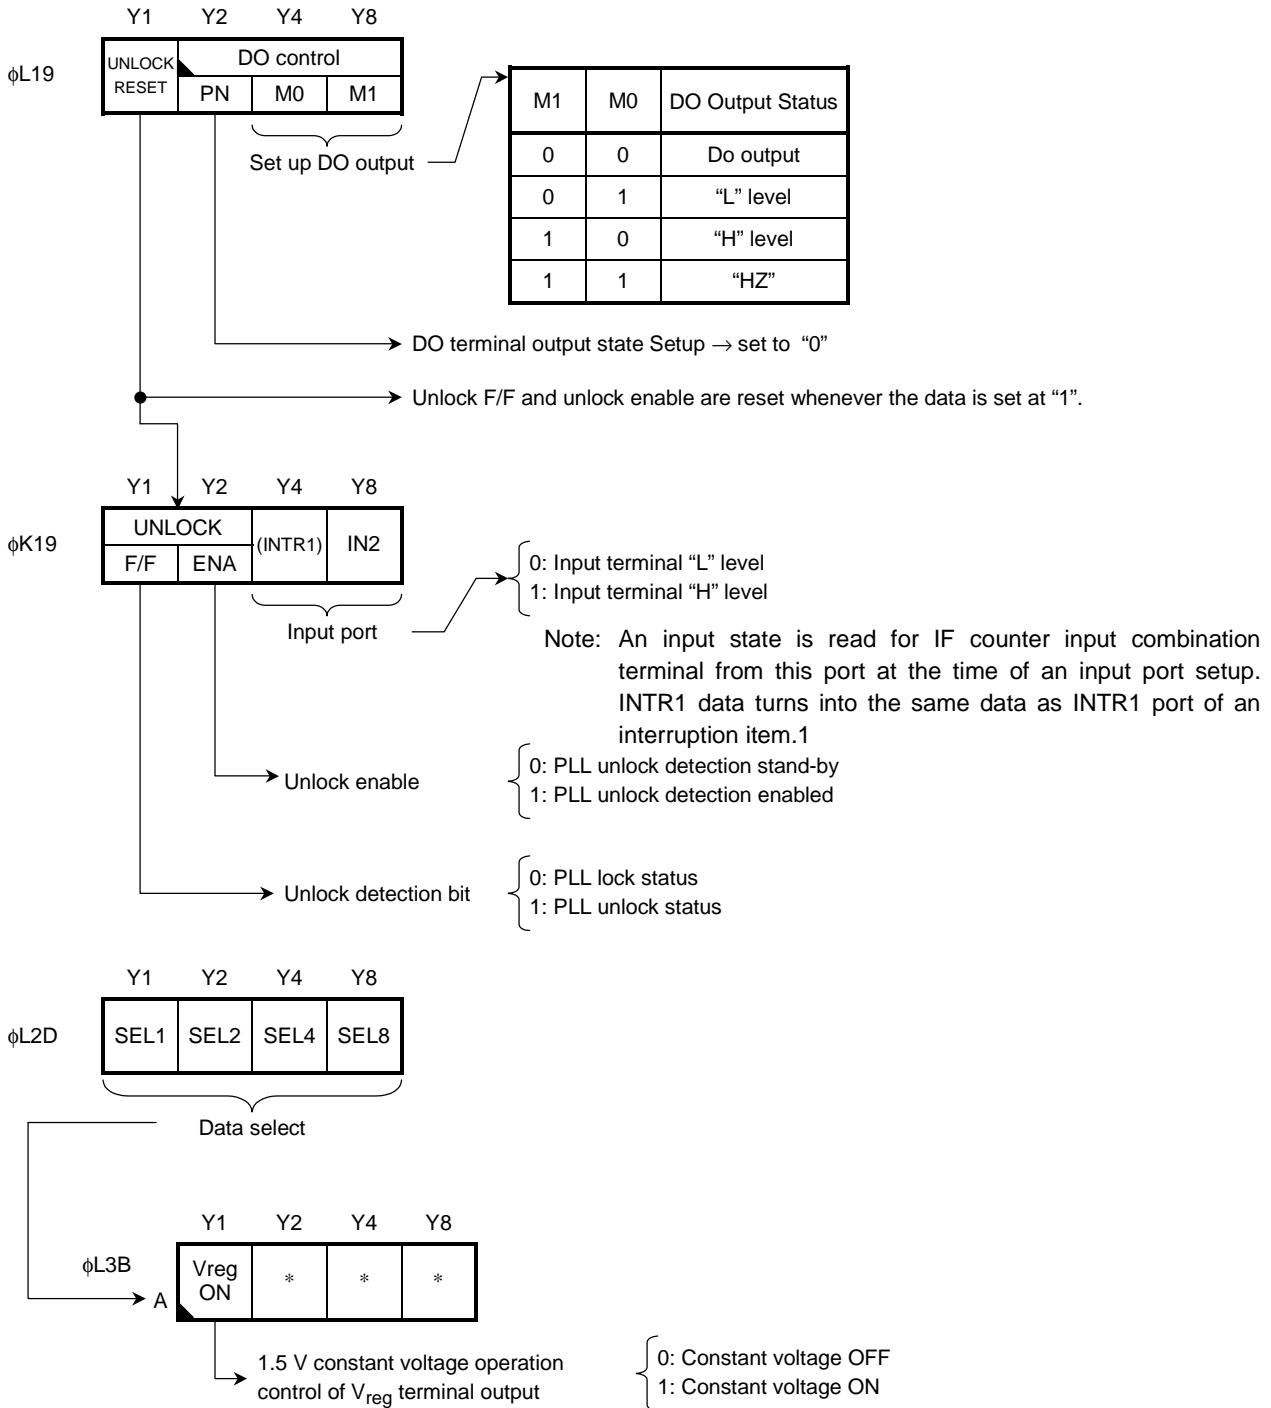 Y1 Y2 Y4 Y8
φL19
UNLOCK RESET
DO control
PN M0 M1
Set up DO output
M1 M0 DO Output Status
0 0 Do output
0 1 “L” level
1 0 “H” level
1 1 “HZ”
DO terminal output state Setup → set to “0”
Unlock F/F and unlock enable are reset whenever the data is set at “1”.
Y1 Y2 Y4 Y8
φK19
UNLOCK
F/F ENA (INTR1) IN2
Input port
0: Input terminal “L” level
1: Input terminal “H” level
Note: An input state is read for IF counter input combination
terminal from this port at the time of an input port setup.
INTR1 data turns into the same data as INTR1 port of an
interruption item.1
Unlock enable
0: PLL unlock detection stand-by
1: PLL unlock detection enabled
Unlock detection bit
0: PLL lock status
1: PLL unlock status
Y1 Y2 Y4 Y8
φL2D
SEL1 SEL2 SEL4 SEL8
Data select
Y1 Y2 Y4 Y8
φL3B
A
Vreg
ON
* * *
1.5 V constant voltage operation
control of Vreg terminal output
0: Constant voltage OFF
1: Constant voltage ON